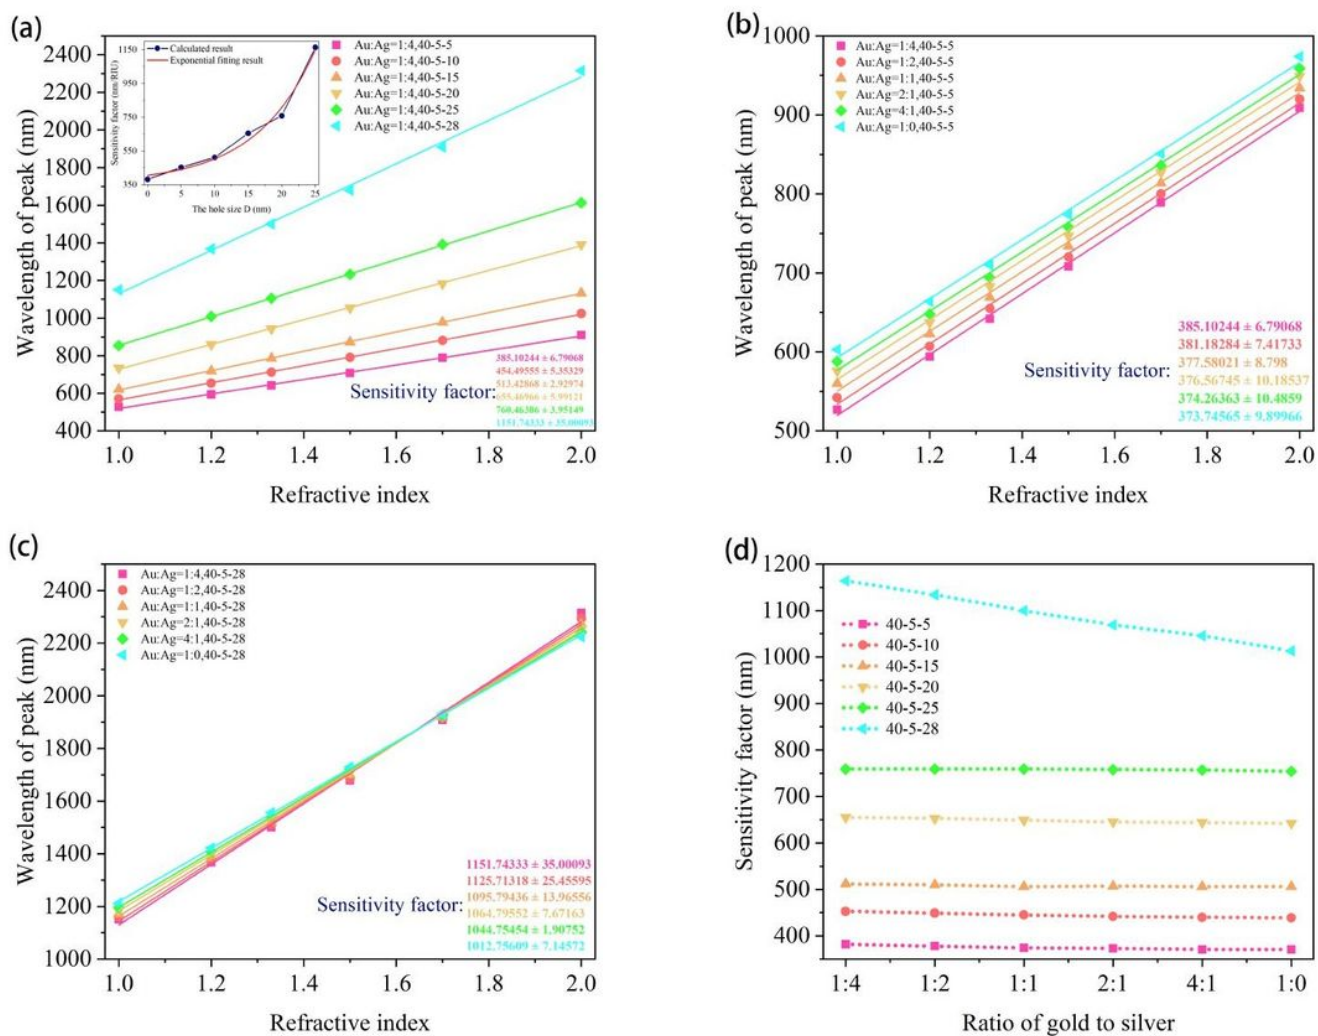 (a)
2400
2200
2000
1800
1600
1400
1200
1000
800
600
400
Wavelength of peak (nm)
1.0 1.2 1.4 1.6 1.8 2.0
Refractive index
1150
950
750
550
350
Sensitivity factor (nm/RIU)
Calculated result
Exponential fitting result
0 5 10 15 20 25
The hole size D (nm)
Au:Ag=1:4,40-5-5
Au:Ag=1:4,40-5-10
Au:Ag=1:4,40-5-15
Au:Ag=1:4,40-5-20
Au:Ag=1:4,40-5-25
Au:Ag=1:4,40-5-28
Sensitivity factor:
385.10244 ± 6.79068
454.49555 ± 5.35329
513.42868 ± 2.92974
655.46966 ± 5.99121
760.46386 ± 3.95149
1151.74333 ± 35.00093
(b)
1000
900
800
700
600
500
Wavelength of peak (nm)
1.0 1.2 1.4 1.6 1.8 2.0
Refractive index
Au:Ag=1:4,40-5-5
Au:Ag=1:2,40-5-5
Au:Ag=1:1,40-5-5
Au:Ag=2:1,40-5-5
Au:Ag=4:1,40-5-5
Au:Ag=1:0,40-5-5
Sensitivity factor:
385.10244 ± 6.79068
381.18284 ± 7.41733
377.58021 ± 8.798
376.56745 ± 10.18537
374.26363 ± 10.4859
373.74565 ± 9.89966
(c)
2400
2200
2000
1800
1600
1400
1200
1000
Wavelength of peak (nm)
1.0 1.2 1.4 1.6 1.8 2.0
Refractive index
Au:Ag=1:4,40-5-28
Au:Ag=1:2,40-5-28
Au:Ag=1:1,40-5-28
Au:Ag=2:1,40-5-28
Au:Ag=4:1,40-5-28
Au:Ag=1:0,40-5-28
Sensitivity factor:
1151.74333 ± 35.00093
1125.71318 ± 25.45595
1095.79436 ± 13.96556
1064.79552 ± 7.67163
1044.75454 ± 1.90752
1012.75609 ± 7.14572
(d)
1200
1100
1000
900
800
700
600
500
400
Sensitivity factor (nm)
1:4 1:2 1:1 2:1 4:1 1:0
Ratio of gold to silver
40-5-5
40-5-10
40-5-15
40-5-20
40-5-25
40-5-28